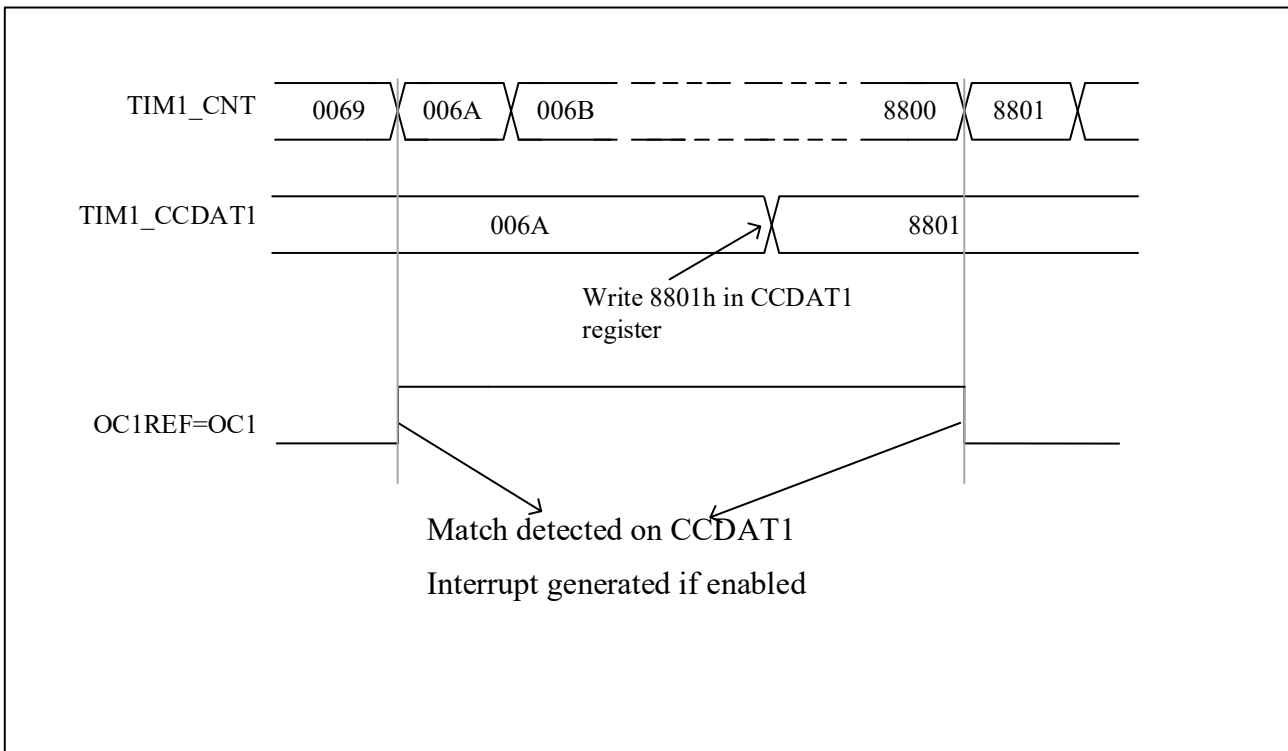 TIM1_CNT 0069 006A 006B 8800 8801
TIM1_CCDAT1 006A 8801
Write 8801h in CCDAT1
register
OC1REF=OC1
Match detected on CCDAT1
Interrupt generated if enabled